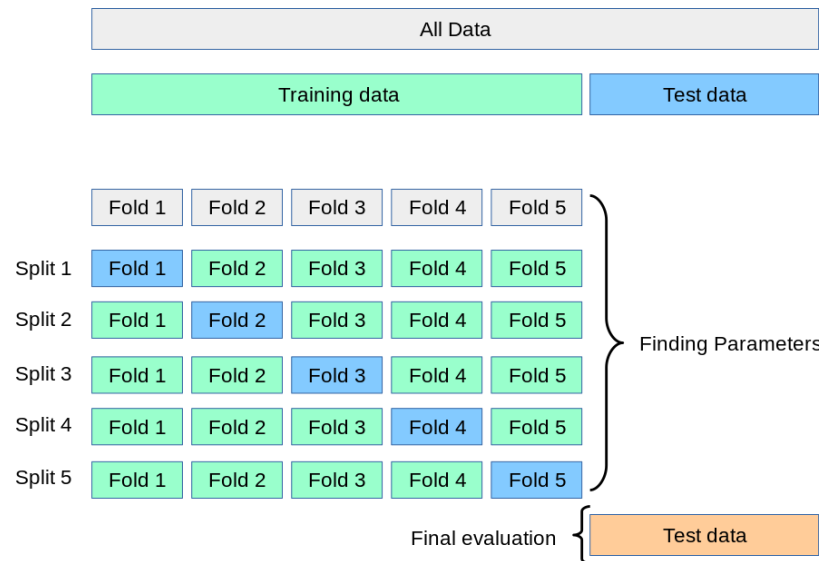 All Data
Training data Test data
Fold 1 Fold 2 Fold 3 Fold 4 Fold 5
Split 1 Fold 1 Fold 2 Fold 3 Fold 4 Fold 5
Split 2 Fold 1 Fold 2 Fold 3 Fold 4 Fold 5
Finding Parameters
Split 3 Fold 1 Fold 2 Fold 3 Fold 4 Fold 5
Split 4 Fold 1 Fold 2 Fold 3 Fold 4 Fold 5
Split 5 Fold 1 Fold 2 Fold 3 Fold 4 Fold 5
Final evaluation Test data